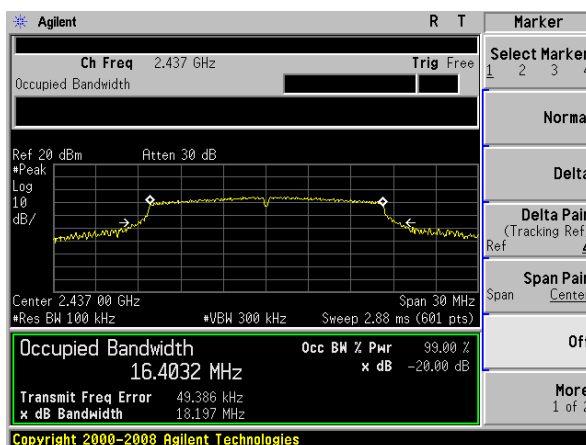 Agilent R T
Marker
Ch Freq 2.437 GHz Trig Free
Occupied Bandwidth
Select Marker
1 2 3 4
Norma
Delta
Delta Pair
(Tracking Ref
Ref
Span Pair
Span Center
Of
More
1 of 2
Ref 20 dBm Atten 30 dB
#Peak
Log
10
dB/
Center 2.437 00 GHz Span 30 MHz
#Res BW 100 kHz #VBW 300 kHz Sweep 2.88 ms (601 pts)
Occupied Bandwidth
16.4032 MHz
Occ BW % Pwr 99.00 %
x dB -20.00 dB
Transmit Freq Error 49.386 kHz
x dB Bandwidth 18.197 MHz
Copyright 2000-2008 Agilent Technologies